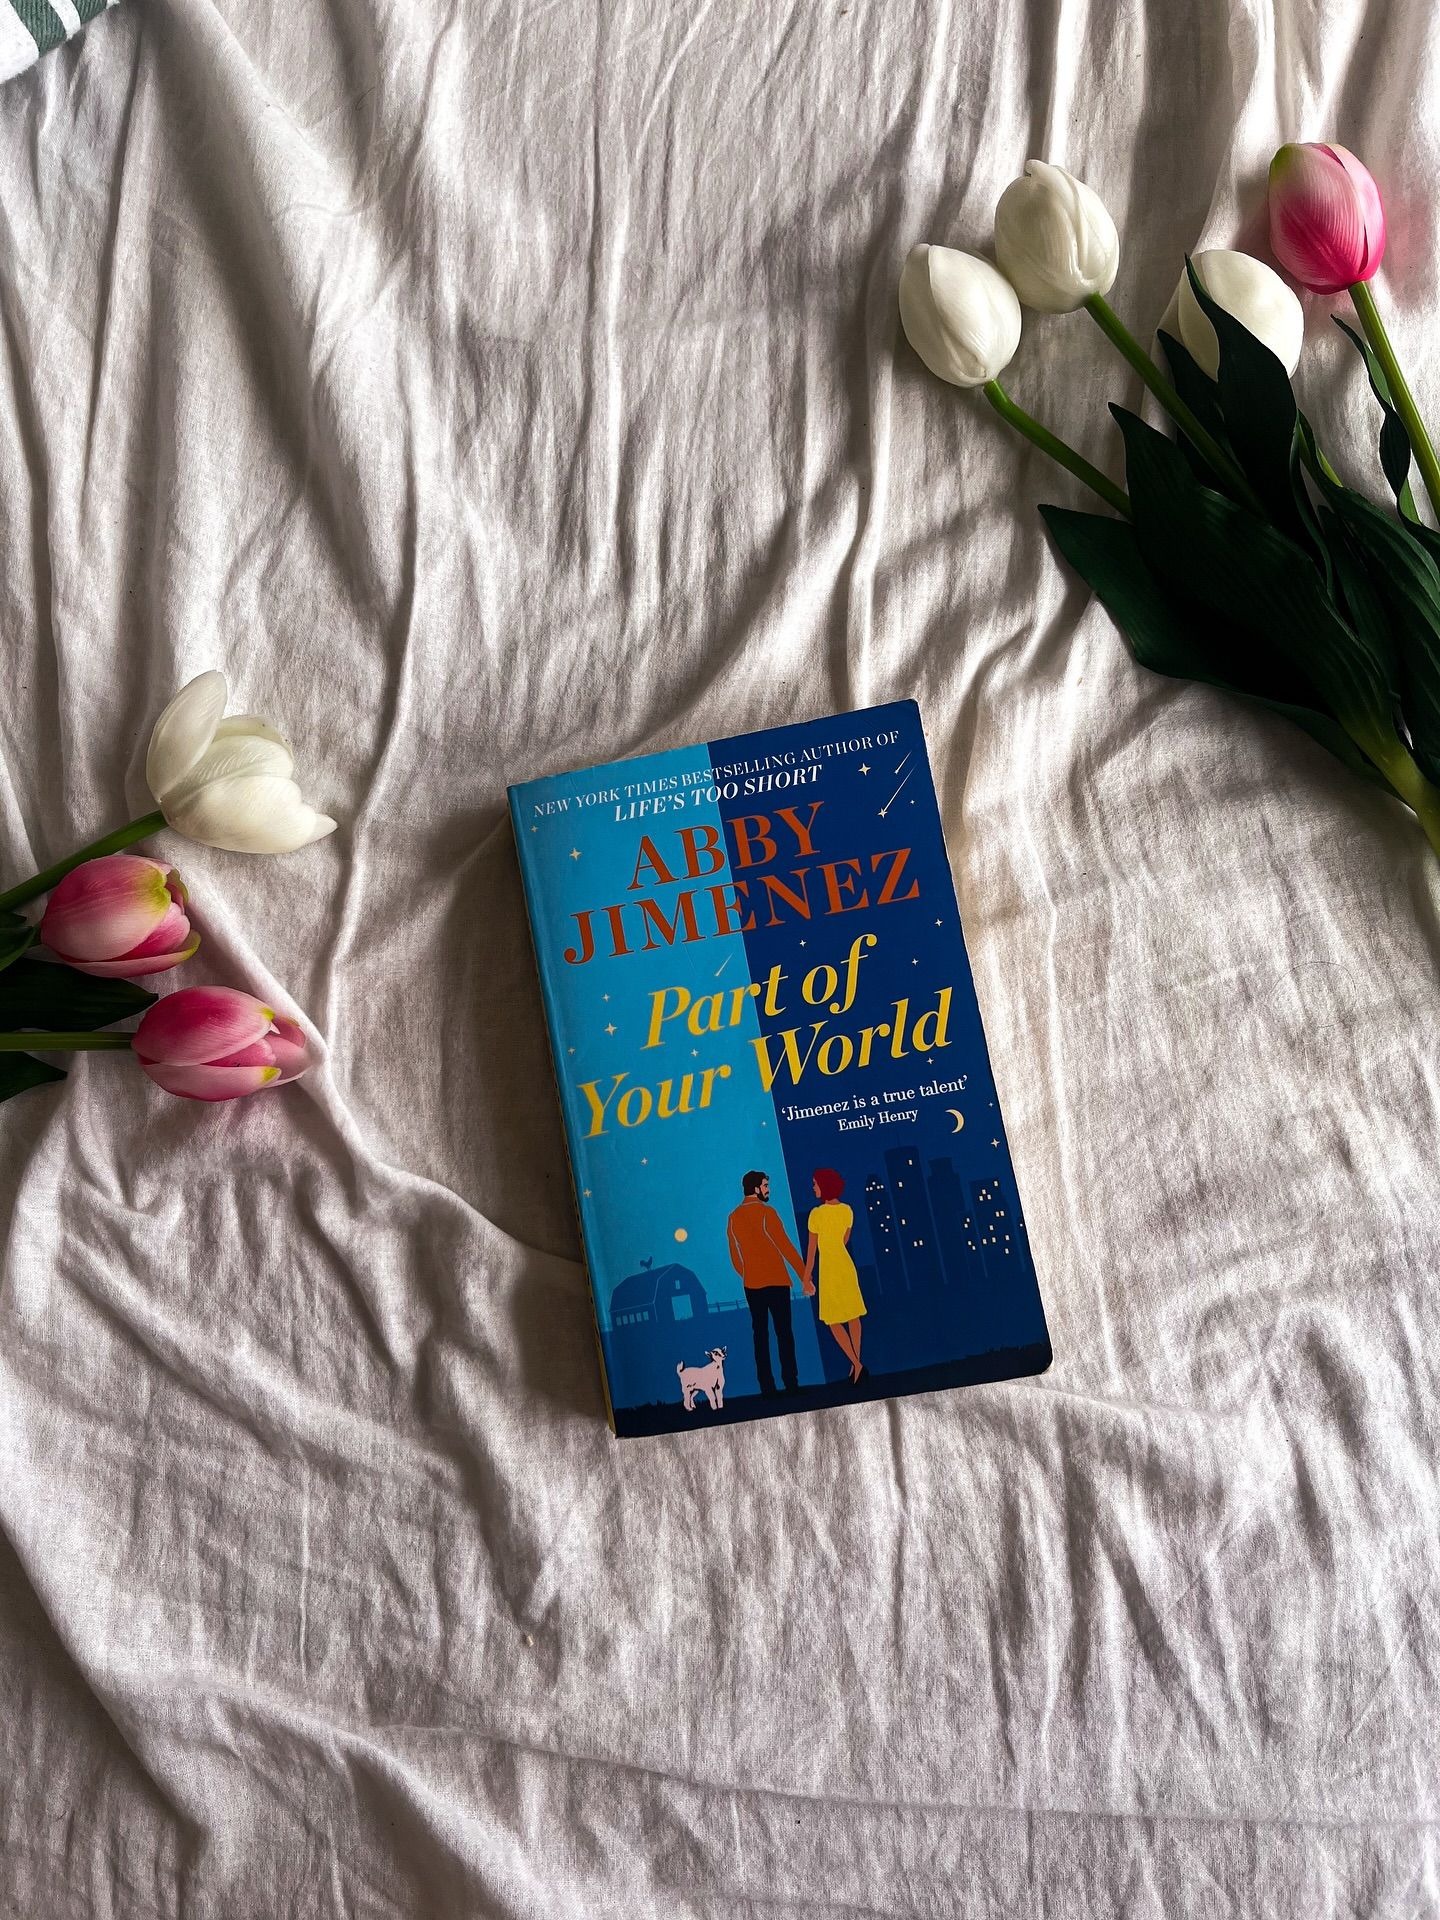 NEW YORK TIMES BESTSELLING AUTHOR OF
LIFE'S TOO SHORT
ABBY
JIMENEZ
Part of
Your World
‘Jimenez is a true talent’
Emily Henry